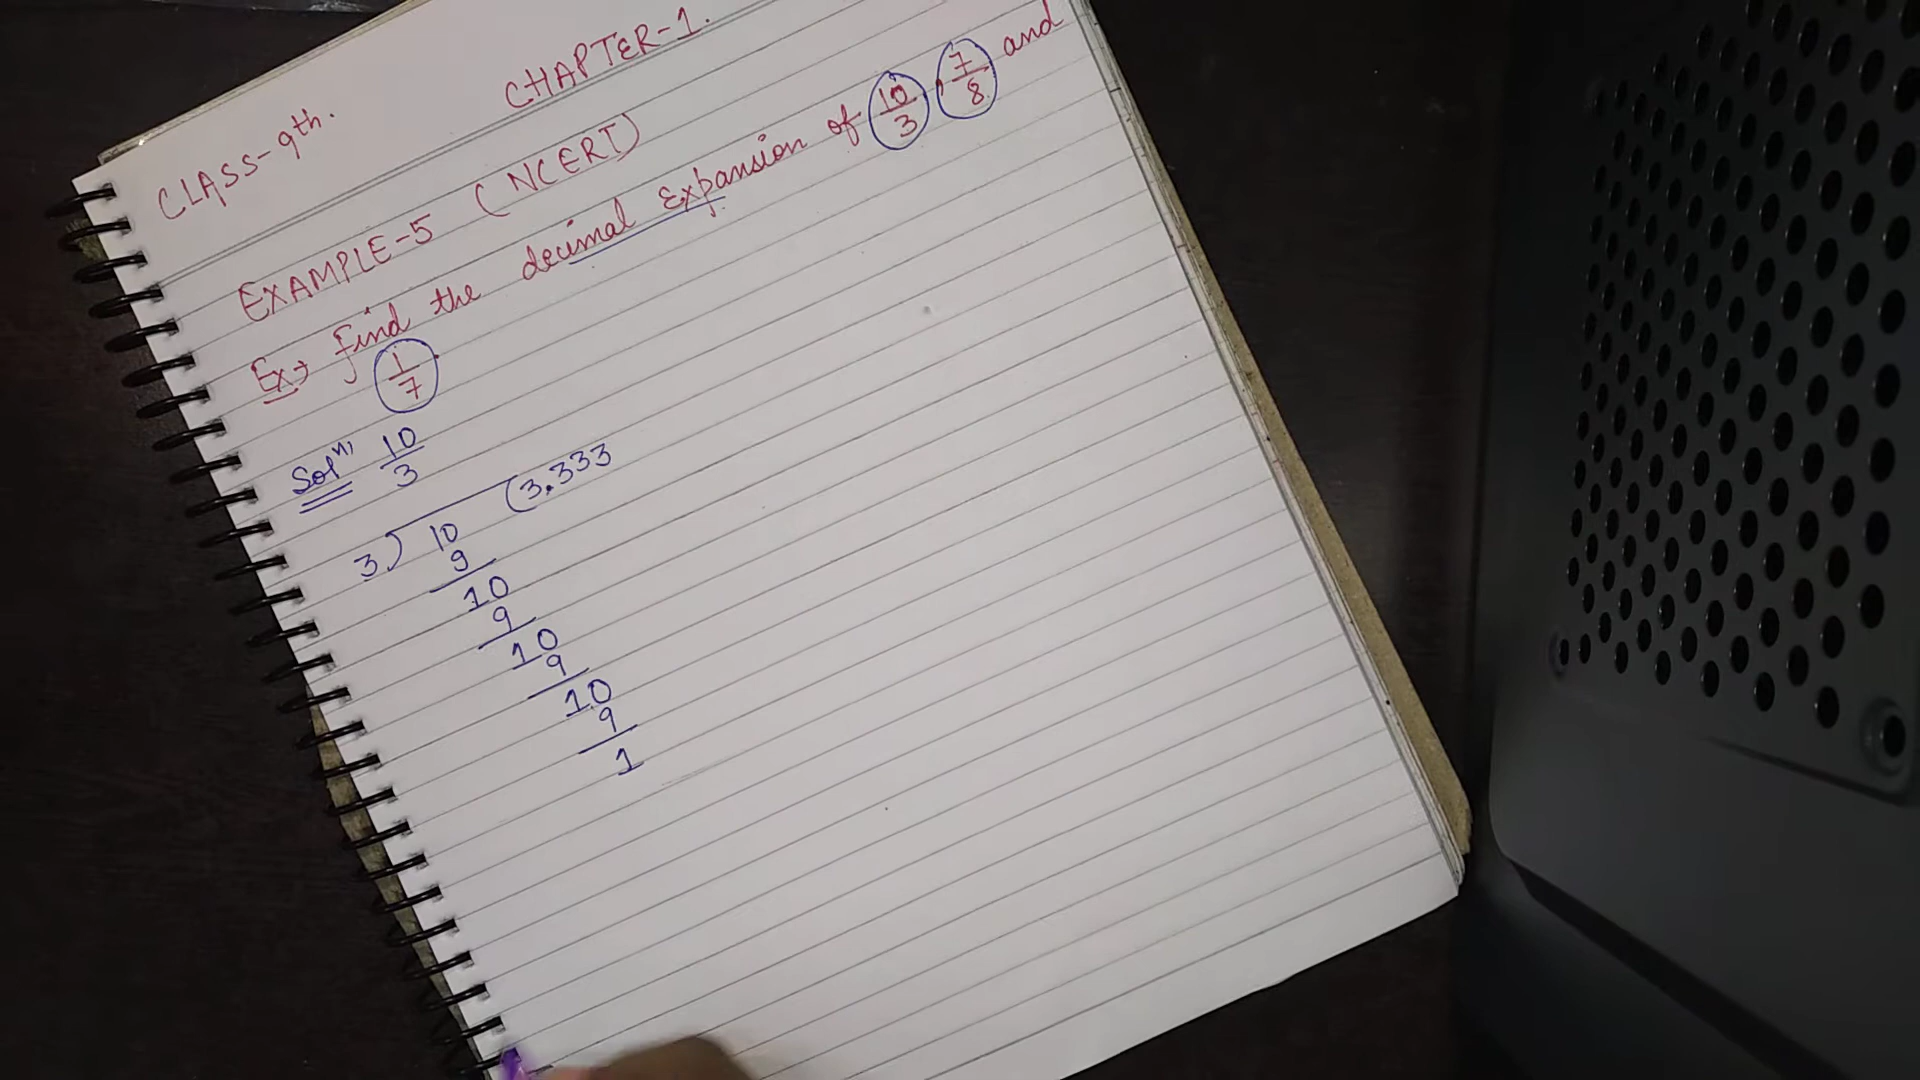 CLASS-9th.
CHAPTER-1.
EXAMPLE-5 (NCERT)
Ex→ Find the decimal expansion of 10/3, 7/8 and
1/7.
Solⁿ, 10/3
3) 10 (3.333
9
10
9
10
9
10
9
1